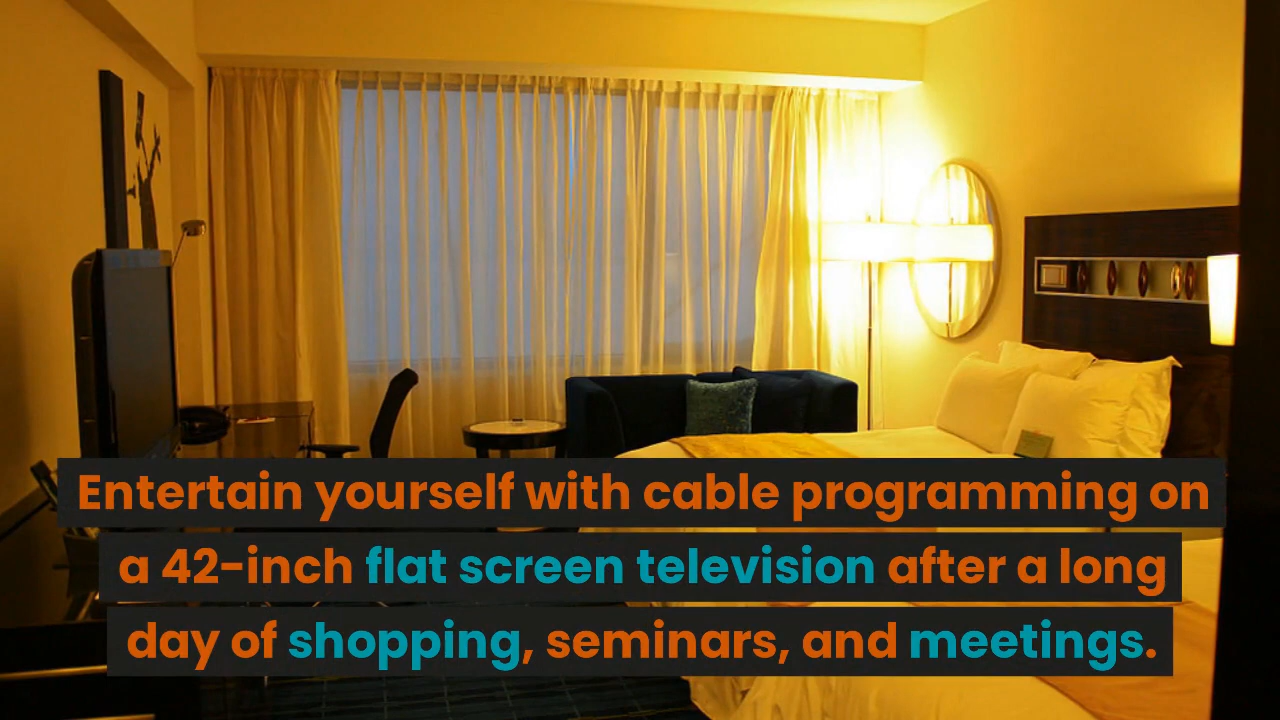 Entertain yourself with cable programming on
a 42-inch flat screen television after a long
day of shopping, seminars, and meetings.